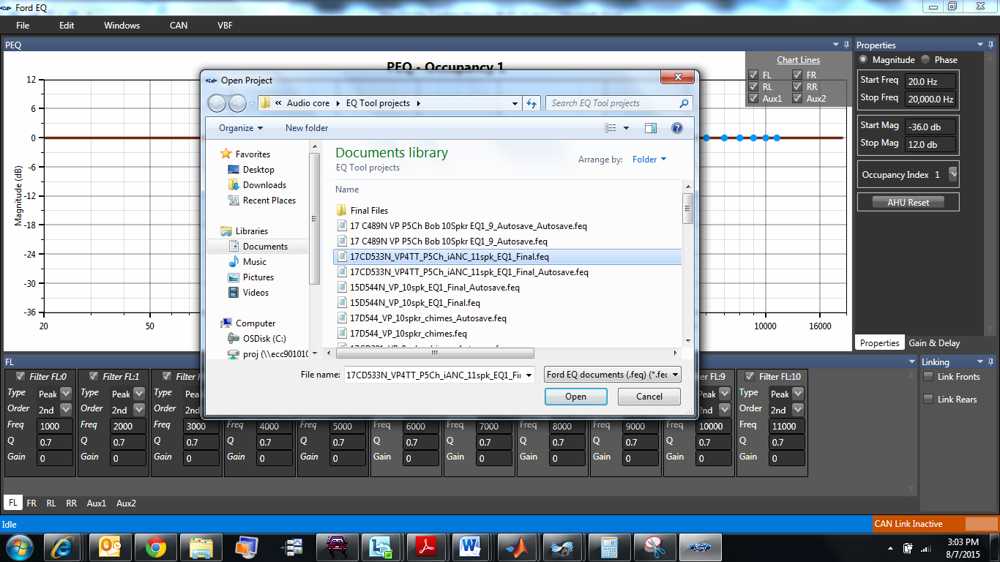 Ford EQ
File Edit Windows CAN VBF
PEQ
Properties
PEQ - Occupancy 1
Chart Lines
FL FR
RL RR
Aux1 Aux2
Magnitude Phase
Start Freq 20.0 Hz
Stop Freq 20,000.0 Hz
Start Mag -36.0 db
Stop Mag 12.0 db
Occupancy Index 1
AHU Reset
Properties Gain & Delay
Magnitude (dB)
12
6
0
-6
-12
-18
-24
-30
-36
20 50 10000 16000
Open Project
« Audio core EQ Tool projects
Search EQ Tool projects
Organize New folder
Favorites
Desktop
Downloads
Recent Places
Libraries
Documents
Music
Pictures
Videos
Computer
OSDisk (C:)
proj (\\ecc901010
Documents library
EQ Tool projects
Arrange by: Folder
Name
Final Files
17 C489N VP P5Ch Bob 10Spkr EQ1_9_Autosave_Autosave.feq
17 C489N VP P5Ch Bob 10Spkr EQ1_9_Autosave.feq
17CD533N_VP4TT_P5Ch_iANC_11spk_EQ1_Final.feq
17CD533N_VP4TT_P5Ch_iANC_11spk_EQ1_Final_Autosave.feq
15D544N_VP_10spk_EQ1_Final_Autosave.feq
15D544N_VP_10spk_EQ1_Final.feq
17D544_VP_10spkr_chimes_Autosave.feq
17D544_VP_10spkr_chimes.feq
File name: 17CD533N_VP4TT_P5Ch_iANC_11spk_EQ1_Fi
Ford EQ documents (.feq) (*.fec
Open Cancel
FL
Linking
Filter FL:0 Filter FL:1 FL:9 Filter FL:10
Type Peak Type Peak Peak Type Peak
Order 2nd Order 2nd 2nd Order 2nd
Freq 1000 Freq 2000 Freq 3000 Freq 4000 Freq 5000 Freq 6000 Freq 7000 Freq 8000 Freq 9000 Freq 10000 Freq 11000
Q 0.7 Q 0.7 Q 0.7 Q 0.7 Q 0.7 Q 0.7 Q 0.7 Q 0.7 Q 0.7 Q 0.7 Q 0.7
Gain 0 Gain 0 Gain 0 Gain 0 Gain 0 Gain 0 Gain 0 Gain 0 Gain 0 Gain 0 Gain 0
Link Fronts
Link Rears
FL FR RL RR Aux1 Aux2
Idle
CAN Link Inactive
3:03 PM
8/7/2015